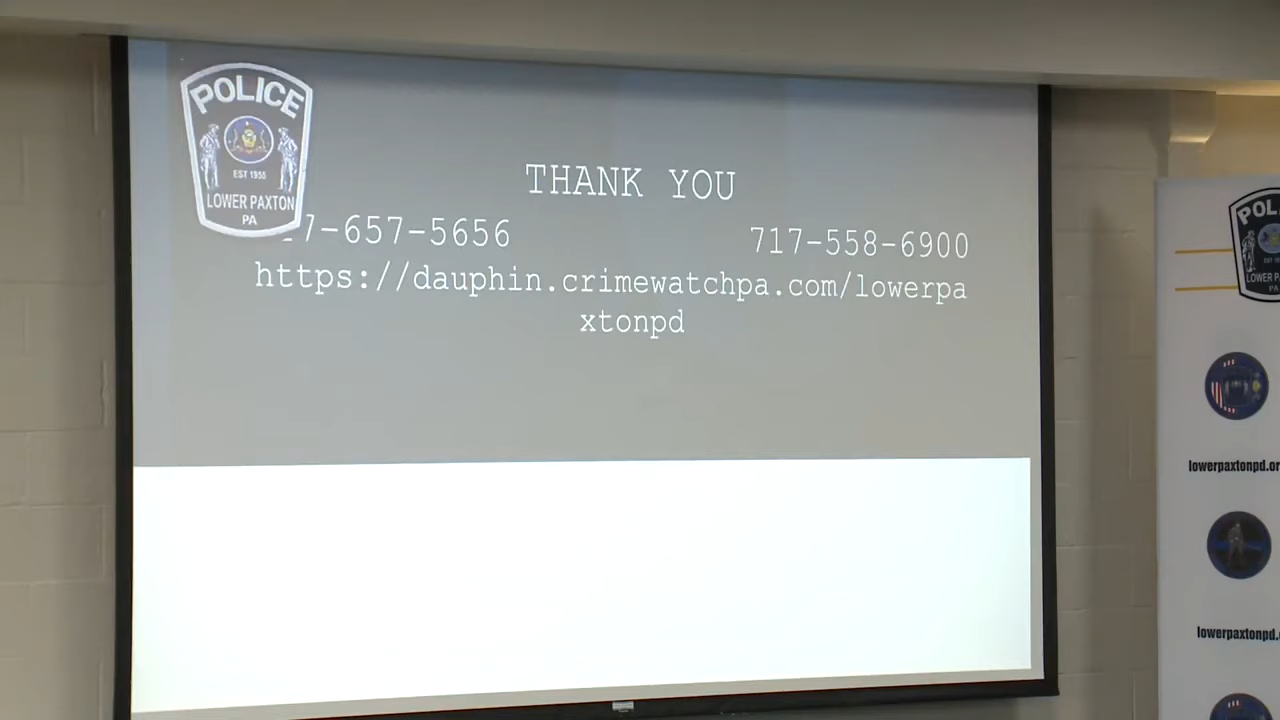 POLICE
EST 1955
LOWER PAXTON
PA
THANK YOU
7-657-5656
717-558-6900
https://dauphin.crimewatchpa.com/lowerpa
xtonpd
lowerpaxtonpd.or
lowerpaxtonpd.